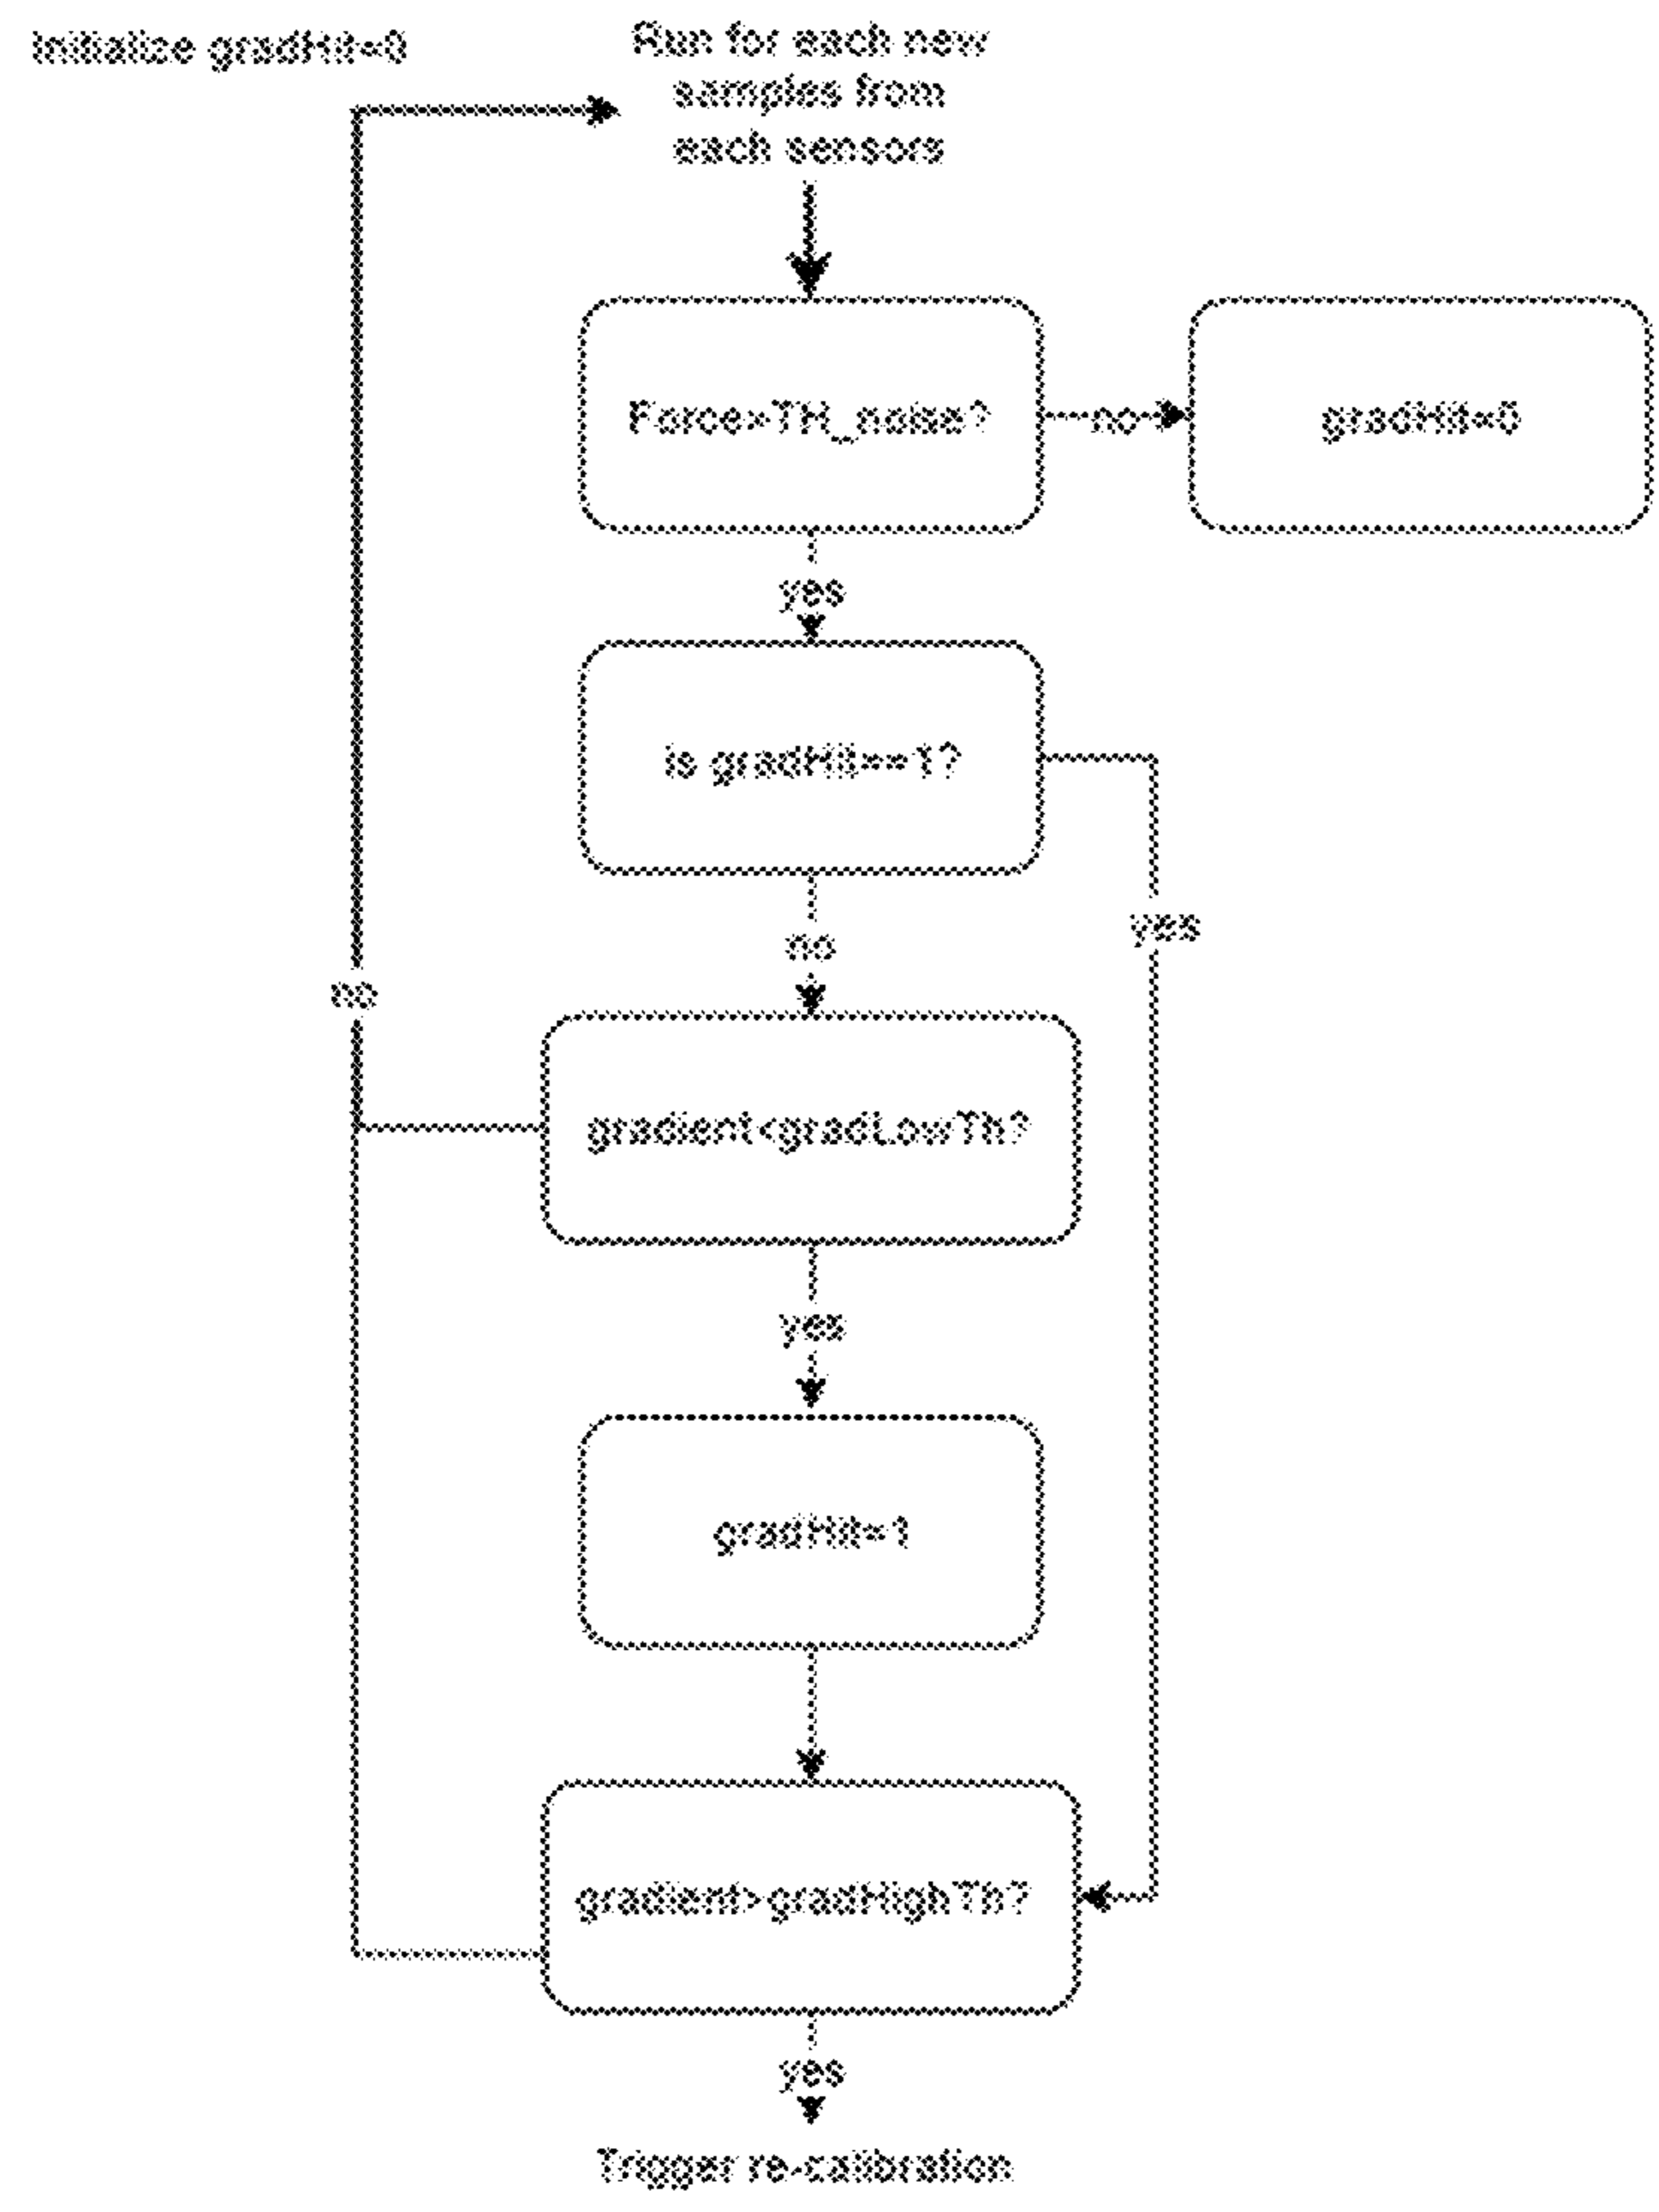 Initialize gradHit=0
Run for each new
samples from
each sensors
Force>TH_noise?
no
gradHit=0
yes
is gradHit==1?
yes
no
no
gradient<gradLowTh?
yes
gradHit=1
gradient>gradHighTh?
yes
Trigger re-calibration